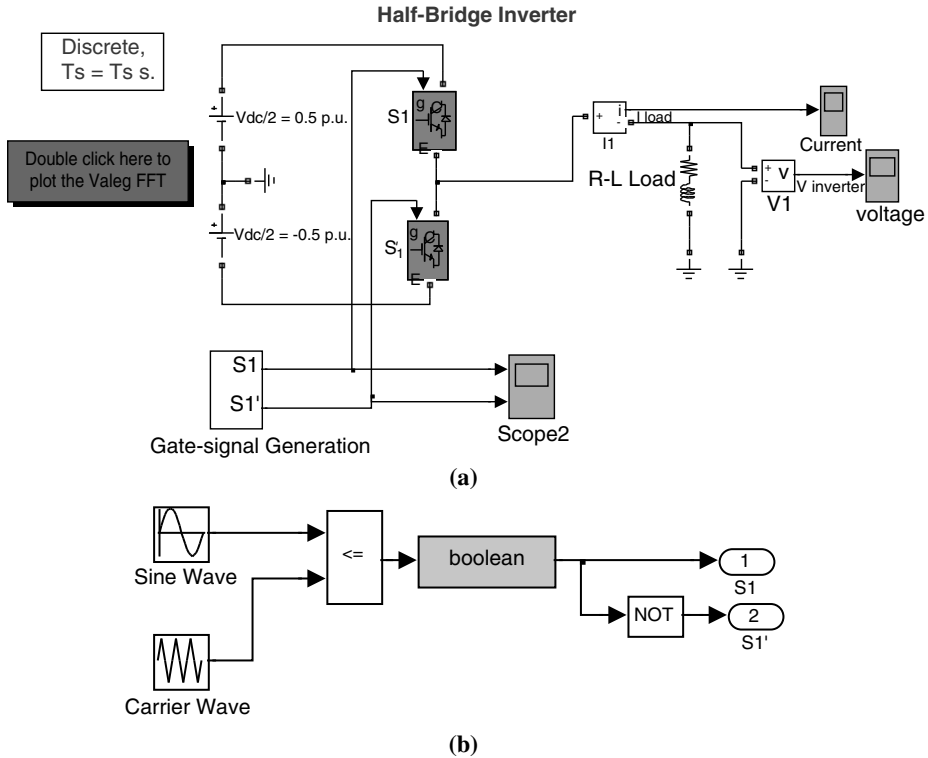 Half-Bridge Inverter
Discrete,
Ts = Ts s.
Double click here to
plot the Valeg FFT
+
Vdc/2 = 0.5 p.u.
+
Vdc/2 = -0.5 p.u.
S1
g
C
E
S'1
g
C
E
+
i
-
I1
I load
Current
R-L Load
+
-
v
V1
V inverter
voltage
S1
S1'
Gate-signal Generation
Scope2
(a)
Sine Wave
Carrier Wave
<=
boolean
NOT
1
S1
2
S1'
(b)